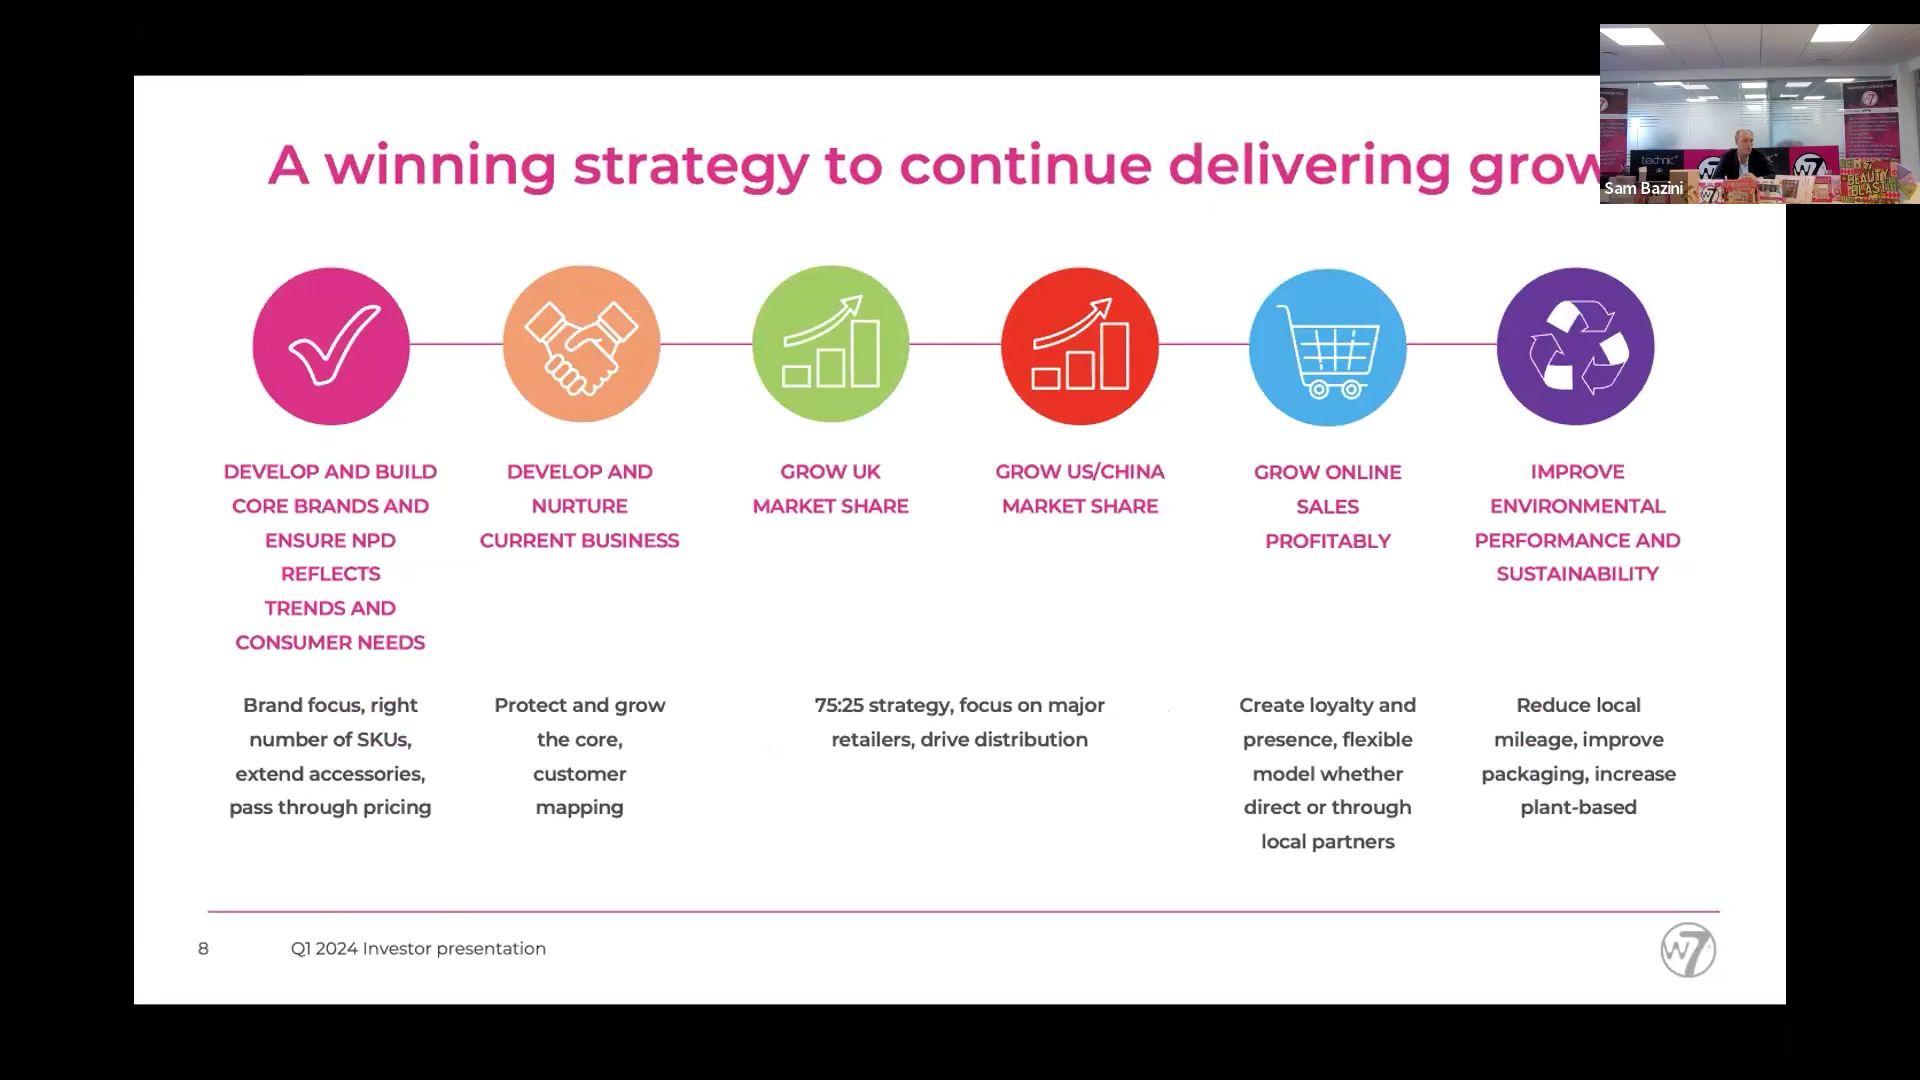 A winning strategy to continue delivering grow
Sam Bazini
technic
W7
BEAUTY
BLAST
DEVELOP AND BUILD
CORE BRANDS AND
ENSURE NPD
REFLECTS
TRENDS AND
CONSUMER NEEDS
DEVELOP AND
NURTURE
CURRENT BUSINESS
GROW UK
MARKET SHARE
GROW US/CHINA
MARKET SHARE
GROW ONLINE
SALES
PROFITABLY
IMPROVE
ENVIRONMENTAL
PERFORMANCE AND
SUSTAINABILITY
Brand focus, right
number of SKUs,
extend accessories,
pass through pricing
Protect and grow
the core,
customer
mapping
75:25 strategy, focus on major
retailers, drive distribution
Create loyalty and
presence, flexible
model whether
direct or through
local partners
Reduce local
mileage, improve
packaging, increase
plant-based
8
Q1 2024 Investor presentation
W7